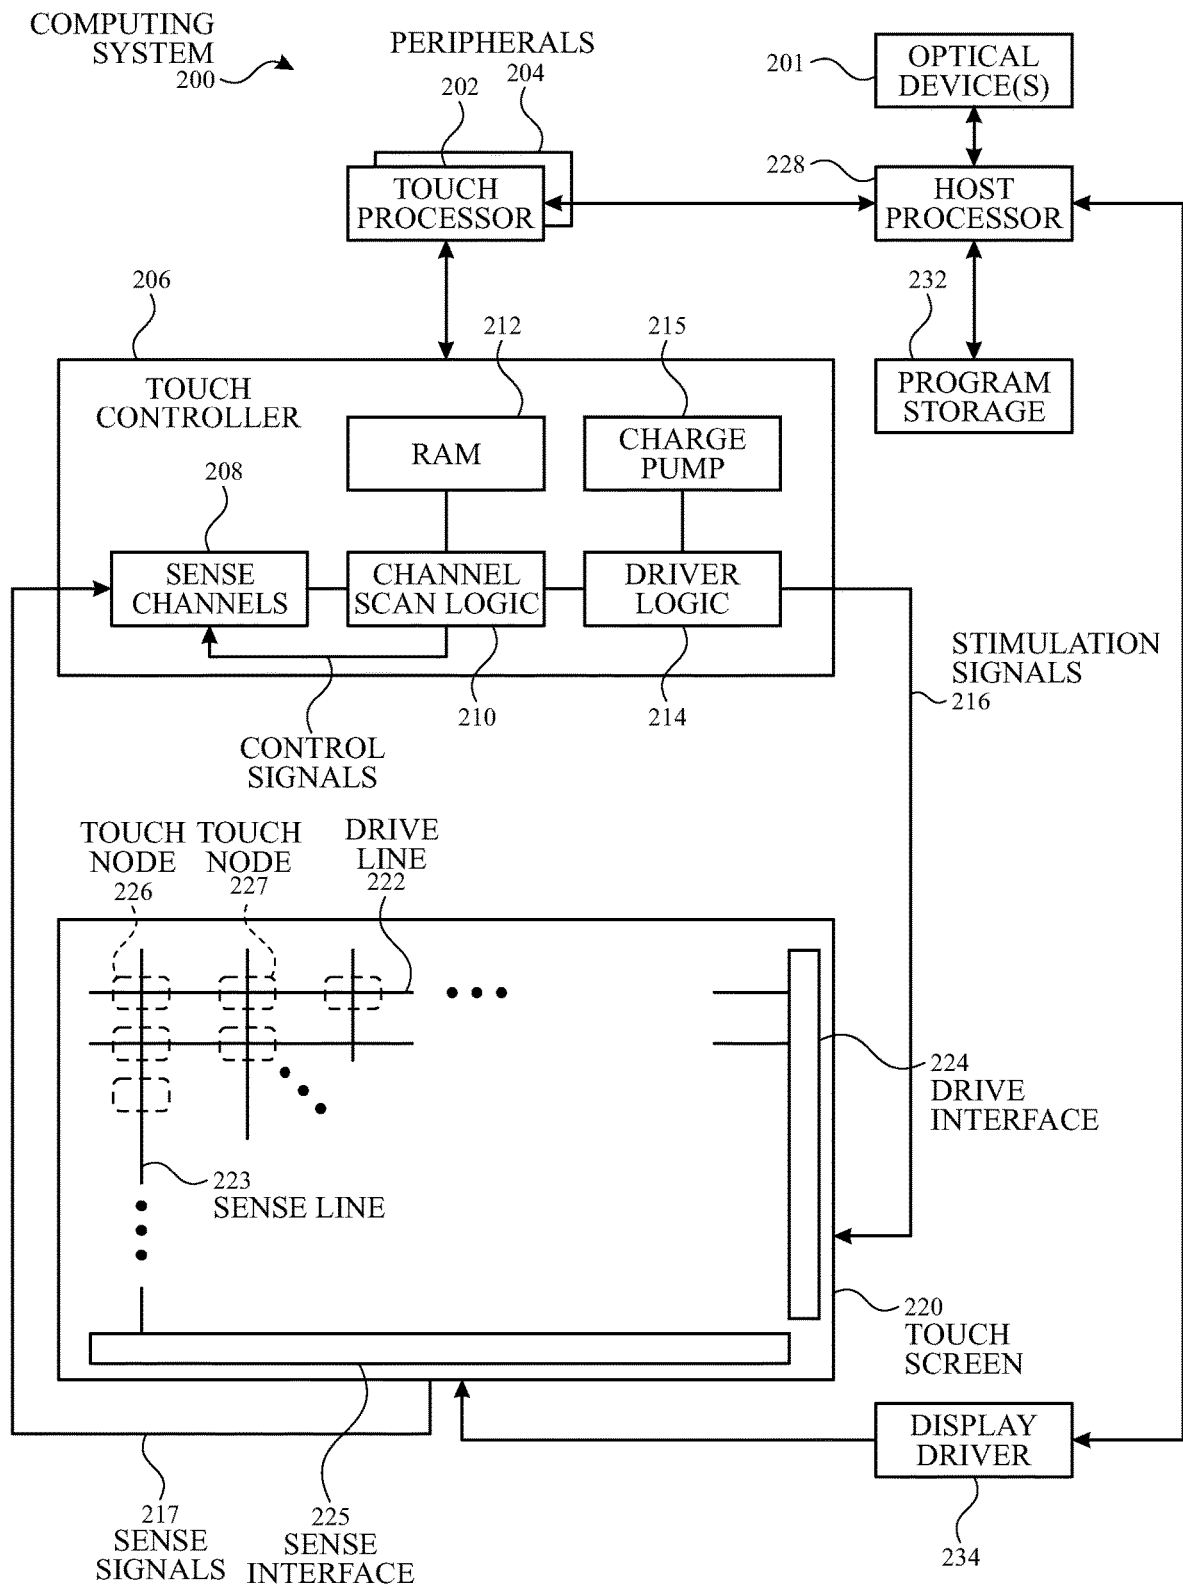 COMPUTING
SYSTEM
200
PERIPHERALS
204
202
201
OPTICAL
DEVICE(S)
228
TOUCH
PROCESSOR
HOST
PROCESSOR
206
212
215
232
TOUCH
CONTROLLER
RAM
CHARGE
PUMP
PROGRAM
STORAGE
208
SENSE
CHANNELS
CHANNEL
SCAN LOGIC
DRIVER
LOGIC
STIMULATION
SIGNALS
216
210
214
CONTROL
SIGNALS
TOUCH
NODE
226
TOUCH
NODE
227
DRIVE
LINE
222
224
DRIVE
INTERFACE
223
SENSE LINE
220
TOUCH
SCREEN
DISPLAY
DRIVER
217
SENSE
SIGNALS
225
SENSE
INTERFACE
234